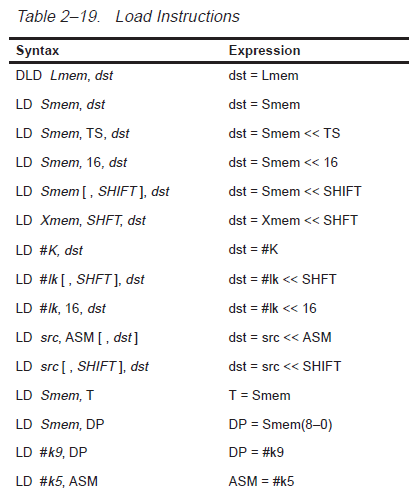 Table 2–19. Load Instructions
Syntax Expression
DLD Lmem, dst dst = Lmem
LD Smem, dst dst = Smem
LD Smem, TS, dst dst = Smem << TS
LD Smem, 16, dst dst = Smem << 16
LD Smem [ , SHIFT ], dst dst = Smem << SHIFT
LD Xmem, SHFT, dst dst = Xmem << SHFT
LD #K, dst dst = #K
LD #lk [ , SHFT ], dst dst = #lk << SHFT
LD #lk, 16, dst dst = #lk << 16
LD src, ASM [ , dst ] dst = src << ASM
LD src [ , SHIFT ], dst dst = src << SHIFT
LD Smem, T T = Smem
LD Smem, DP DP = Smem(8–0)
LD #k9, DP DP = #k9
LD #k5, ASM ASM = #k5